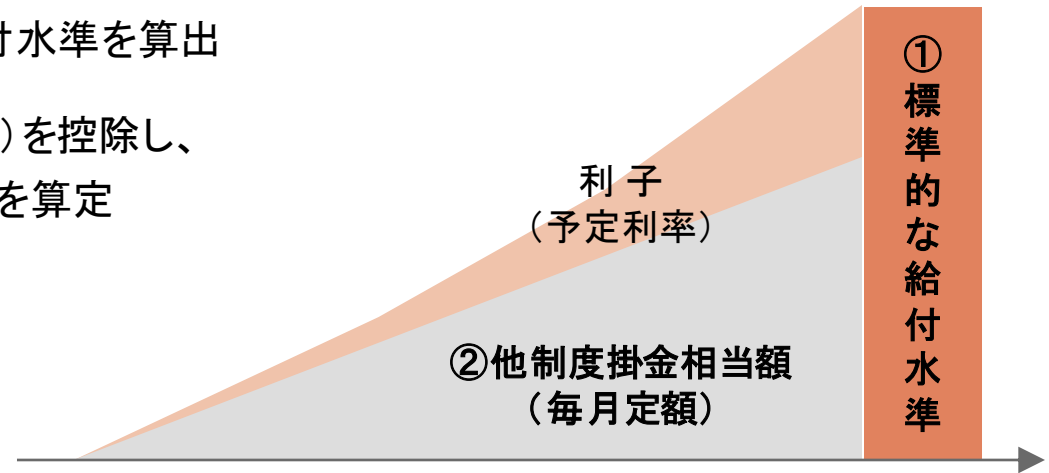 付水準を算出
)を控除し、
を算定
利子
（予定利率）
②他制度掛金相当額
（毎月定額）
①標準的な給付水準